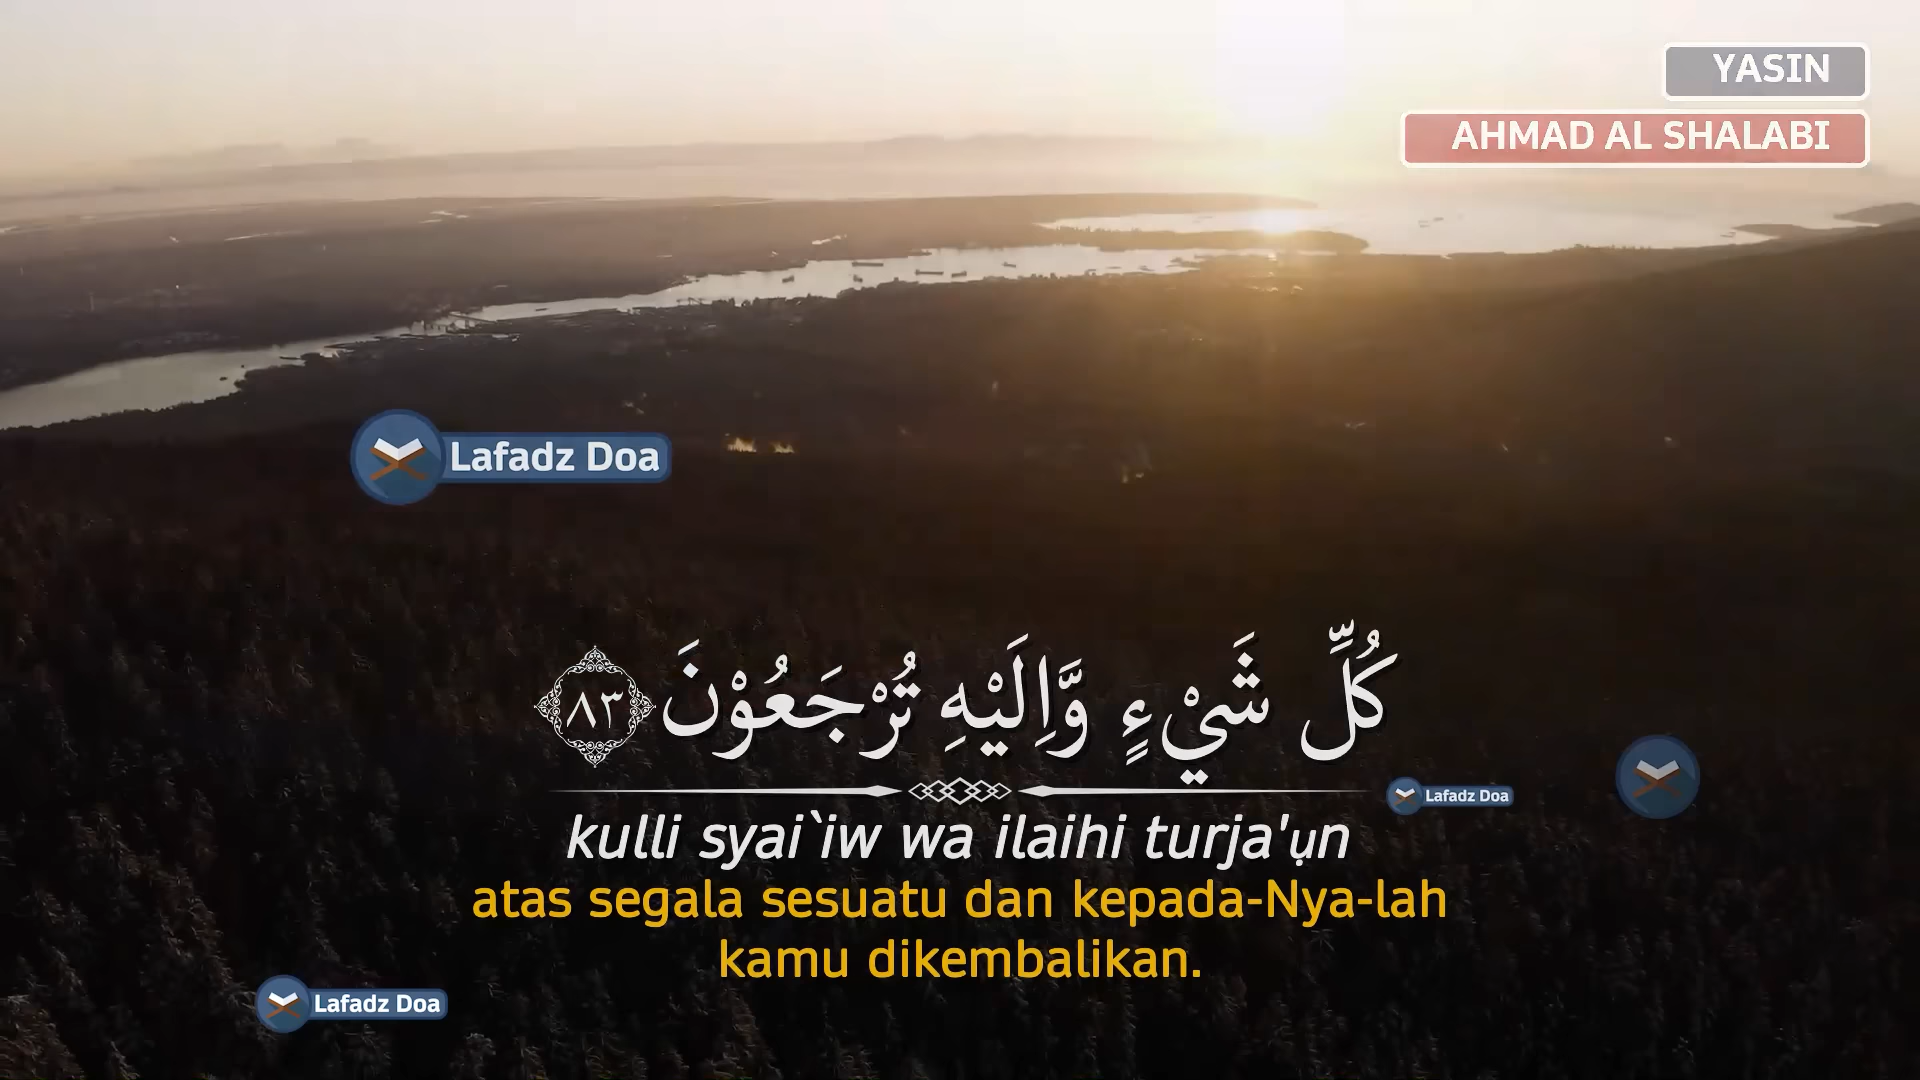 YASIN
AHMAD AL SHALABI
Lafadz Doa
كُلِّ شَيْءٍ وَّاِلَيْهِ تُرْجَعُوْنَ ٨٣
Lafadz Doa
kulli syai`iw wa ilaihi turja'ụn
atas segala sesuatu dan kepada-Nya-lah
kamu dikembalikan.
Lafadz Doa